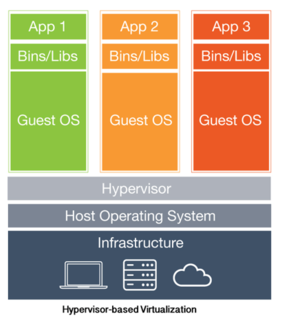 App 1
App 2
App 3
Bins/Libs
Bins/Libs
Bins/Libs
Guest OS
Guest OS
Guest OS
Hypervisor
Host Operating System
Infrastructure
Hypervisor-based Virtualization